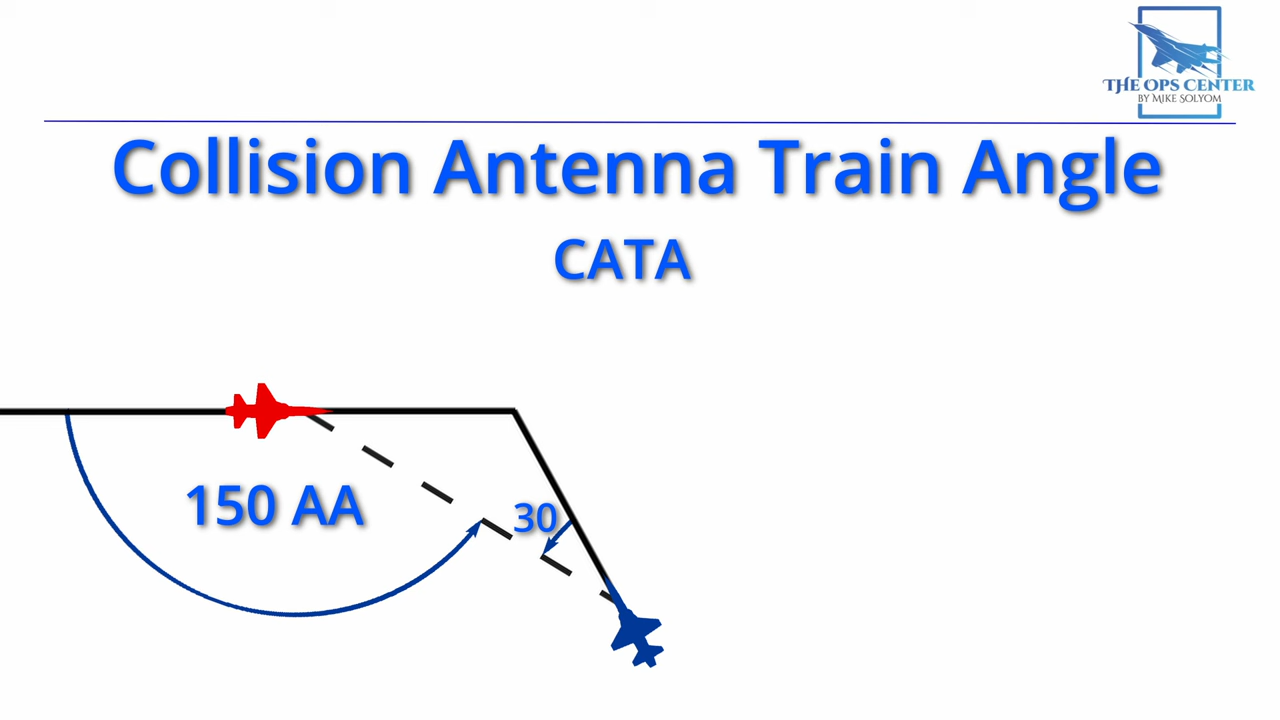 THE OPS CENTER
BY MIKE SOLYOM
Collision Antenna Train Angle
CATA
150 AA
30